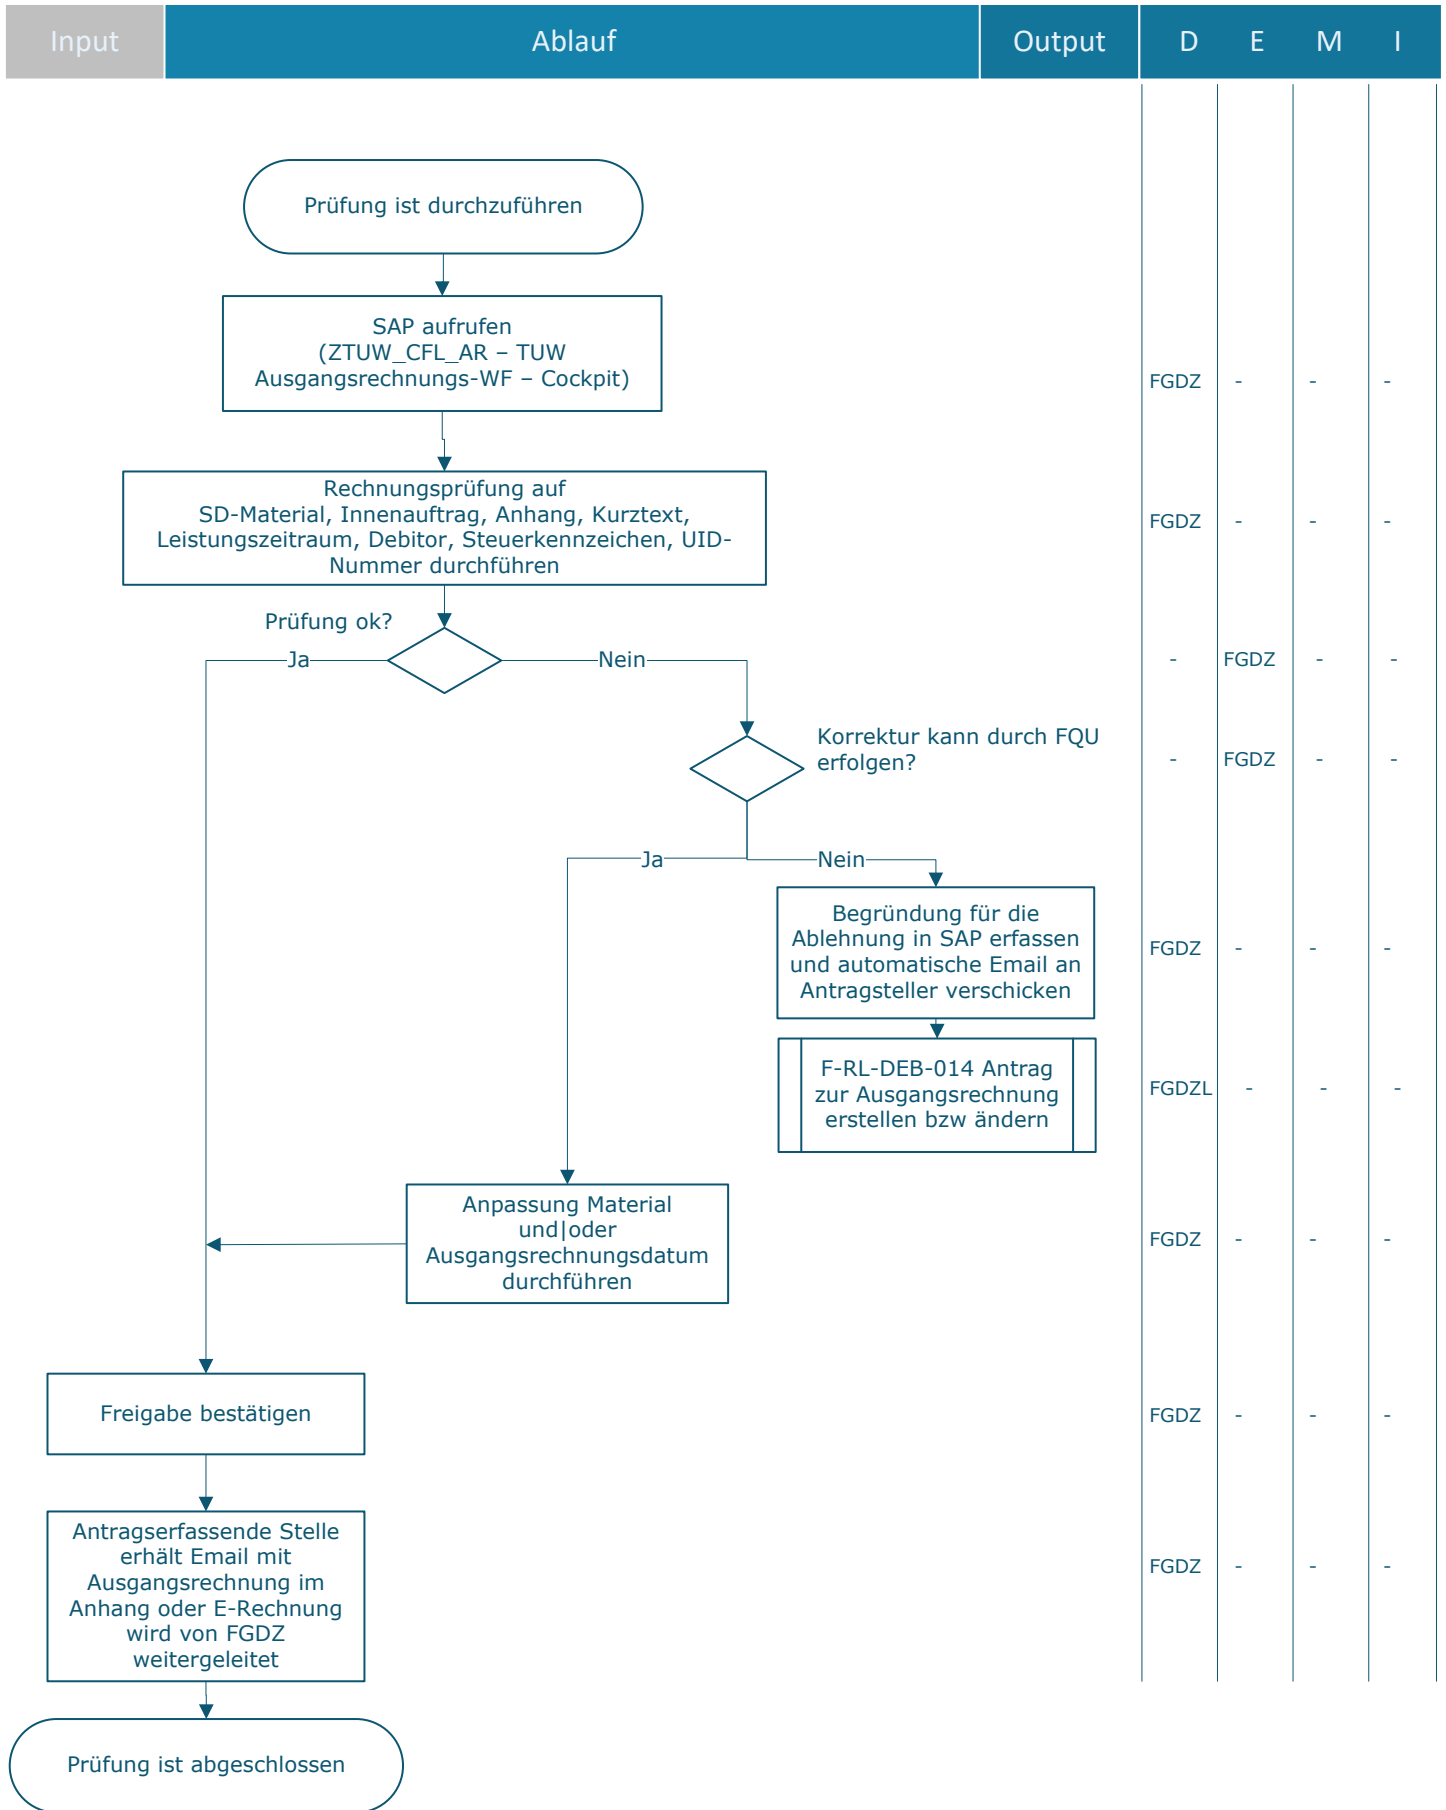 Input
Ablauf
Output
D
E
M
I
Prüfung ist durchzuführen
SAP aufrufen
(ZTUW_CFL_AR – TUW
Ausgangsrechnungs-WF – Cockpit)
FGDZ - - -
Rechnungsprüfung auf
SD-Material, Innenauftrag, Anhang, Kurztext,
Leistungszeitraum, Debitor, Steuerkennzeichen, UID-
Nummer durchführen
FGDZ - - -
Prüfung ok?
Ja
Nein
- FGDZ - -
Korrektur kann durch FQU
erfolgen?
- FGDZ - -
Ja
Nein
Begründung für die
Ablehnung in SAP erfassen
und automatische Email an
Antragsteller verschicken
FGDZ - - -
F-RL-DEB-014 Antrag
zur Ausgangsrechnung
erstellen bzw ändern
FGDZL - - -
Anpassung Material
und|oder
Ausgangsrechnungsdatum
durchführen
FGDZ - - -
Freigabe bestätigen
FGDZ - - -
Antragserfassende Stelle
erhält Email mit
Ausgangsrechnung im
Anhang oder E-Rechnung
wird von FGDZ
weitergeleitet
FGDZ - - -
Prüfung ist abgeschlossen